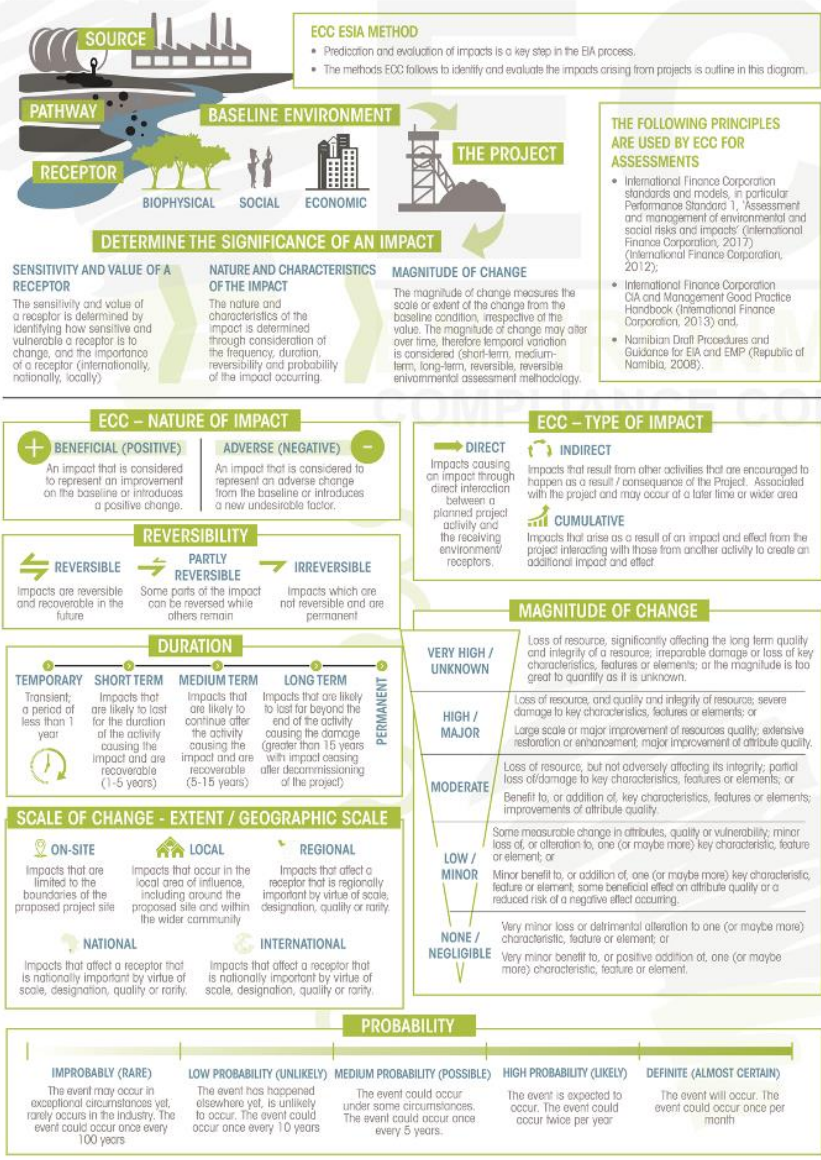 SOURCE
PATHWAY
RECEPTOR
BASELINE ENVIRONMENT
BIOPHYSICAL
SOCIAL
ECONOMIC
THE PROJECT
ECC ESIA METHOD
• Predication and evaluation of impacts is a key step in the EIA process.
• The methods ECC follows to identify and evaluate the impacts arising from projects is outline in this diagram.
THE FOLLOWING PRINCIPLES
ARE USED BY ECC FOR
ASSESSMENTS
• International Finance Corporation
standards and models, in particular
Performance Standard 1, 'Assessment
and management of environmental and
social risks and impacts' (International
Finance Corporation, 2017)
(International Finance Corporation,
2012);
• International Finance Corporation
CIA and Management Good Practice
Handbook (International Finance
Corporation, 2013) and,
• Namibian Draft Procedures and
Guidance for EIA and EMP (Republic of
Namibia, 2008).
DETERMINE THE SIGNIFICANCE OF AN IMPACT
SENSITIVITY AND VALUE OF A
RECEPTOR
The sensitivity and value of
a receptor is determined by
identifying how sensitive and
vulnerable a receptor is to
change, and the importance
of a receptor (internationally,
nationally, locally)
NATURE AND CHARACTERISTICS
OF THE IMPACT
The nature and
characteristics of the
impact is determined
through consideration of
the frequency, duration,
reversibility and probability
of the impact occurring.
MAGNITUDE OF CHANGE
The magnitude of change measures the
scale or extent of the change from the
baseline condition, irrespective of the
value. The magnitude of change may alter
over time, therefore temporal variation
is considered (short-term, medium-
term, long-term, reversible, reversible
environmental assessment methodology.
COMPLIANCE CO
ECC – NATURE OF IMPACT
+ BENEFICIAL (POSITIVE)
An impact that is considered
to represent an improvement
on the baseline or introduces
a positive change.
ADVERSE (NEGATIVE) -
An impact that is considered to
represent an adverse change
from the baseline or introduces
a new undesirable factor.
ECC – TYPE OF IMPACT
DIRECT
Impacts causing
an impact through
direct interaction
between a
planned project
activity and
the receiving
environment/
receptors.
INDIRECT
Impacts that result from other activities that are encouraged to
happen as a result / consequence of the Project. Associated
with the project and may occur at a later time or wider area
CUMULATIVE
Impacts that arise as a result of an impact and effect from the
project interacting with those from another activity to create an
additional impact and effect
REVERSIBILITY
REVERSIBLE
Impacts are reversible
and recoverable in the
future
PARTLY
REVERSIBLE
Some parts of the impact
can be reversed while
others remain
IRREVERSIBLE
Impacts which are
not reversible and are
permanent
DURATION
TEMPORARY
Transient;
a period of
less than 1
year
SHORT TERM
Impacts that
are likely to last
for the duration
of the activity
causing the
impact and are
recoverable
(1-5 years)
MEDIUM TERM
Impacts that
are likely to
continue after
the activity
causing the
impact and are
recoverable
(5-15 years)
LONG TERM
Impacts that are likely
to last far beyond the
end of the activity
causing the damage
(greater than 15 years
with impact ceasing
after decommissioning
of the project)
PERMANENT
MAGNITUDE OF CHANGE
VERY HIGH /
UNKNOWN
Loss of resource, significantly affecting the long term quality
and integrity of a resource; irreparable damage or loss of key
characteristics, features or elements; or the magnitude is too
great to quantify as it is unknown.
HIGH /
MAJOR
Loss of resource, and quality and integrity of resource; severe
damage to key characteristics, features or elements; or
Large scale or major improvement of resources quality; extensive
restoration or enhancement; major improvement of attribute quality.
MODERATE
Loss of resource, but not adversely affecting its integrity; partial
loss of/damage to key characteristics, features or elements; or
Benefit to, or addition of, key characteristics, features or elements;
improvements of attribute quality.
LOW /
MINOR
Some measurable change in attributes, quality or vulnerability; minor
loss of, or alteration to, one (or maybe more) key characteristic, feature
or element; or
Minor benefit to, or addition of, one (or maybe more) key characteristic,
feature or element; some beneficial effect on attribute quality or a
reduced risk of a negative effect occurring.
NONE /
NEGLIGIBLE
Very minor loss or detrimental alteration to one (or maybe more)
characteristic, feature or element; or
Very minor benefit to, or positive addition of, one (or maybe
more) characteristic, feature or element.
SCALE OF CHANGE - EXTENT / GEOGRAPHIC SCALE
ON-SITE
Impacts that are
limited to the
boundaries of the
proposed project site
LOCAL
Impacts that occur in the
local area of influence,
including around the
proposed site and within
the wider community
REGIONAL
Impacts that affect a
receptor that is regionally
important by virtue of scale,
designation, quality or rarity.
NATIONAL
Impacts that affect a receptor that
is nationally important by virtue of
scale, designation, quality or rarity.
INTERNATIONAL
Impacts that affect a receptor that
is nationally important by virtue of
scale, designation, quality or rarity.
PROBABILITY
IMPROBABLY (RARE)
The event may occur in
exceptional circumstances yet,
rarely occurs in the industry. The
event could occur once every
100 years
LOW PROBABILITY (UNLIKELY)
The event has happened
elsewhere yet, is unlikely
to occur. The event could
occur once every 10 years
MEDIUM PROBABILITY (POSSIBLE)
The event could occur
under some circumstances.
The event could occur once
every 5 years.
HIGH PROBABILITY (LIKELY)
The event is expected to
occur. The event could
occur twice per year
DEFINITE (ALMOST CERTAIN)
The event will occur. The
event could occur once per
month